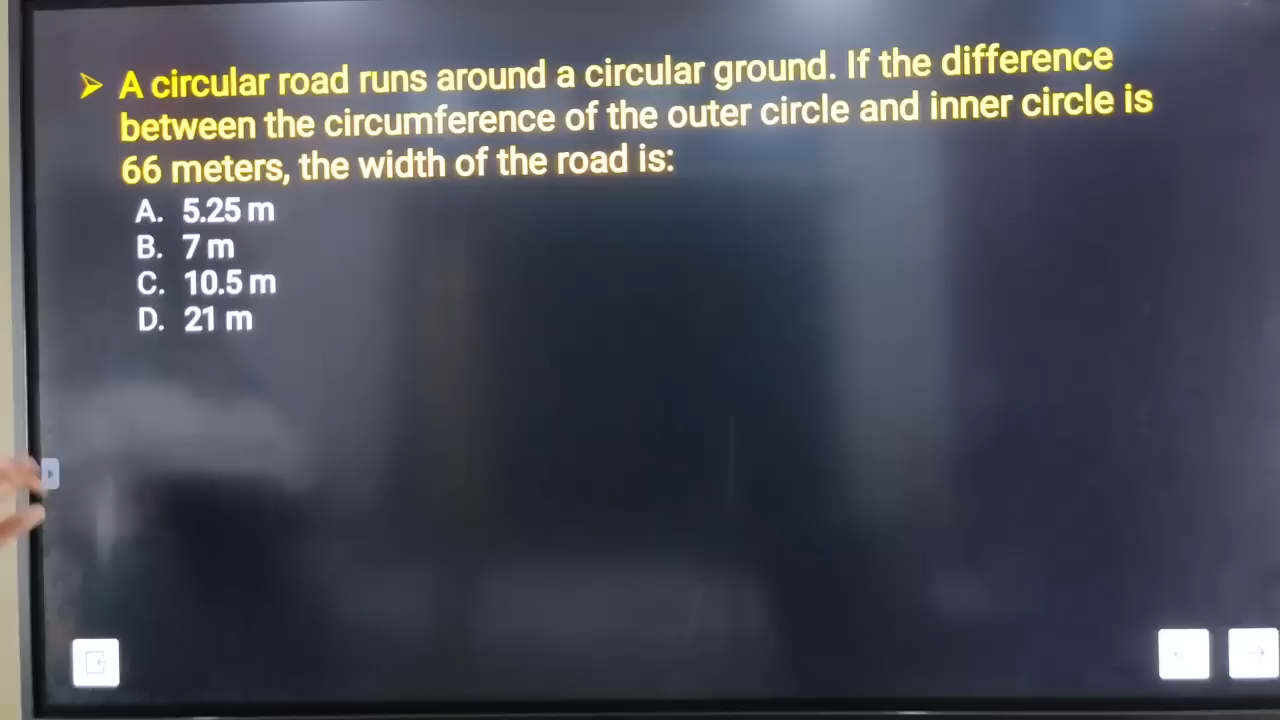 ➢ A circular road runs around a circular ground. If the difference
between the circumference of the outer circle and inner circle is
66 meters, the width of the road is:
A. 5.25 m
B. 7 m
C. 10.5 m
D. 21 m